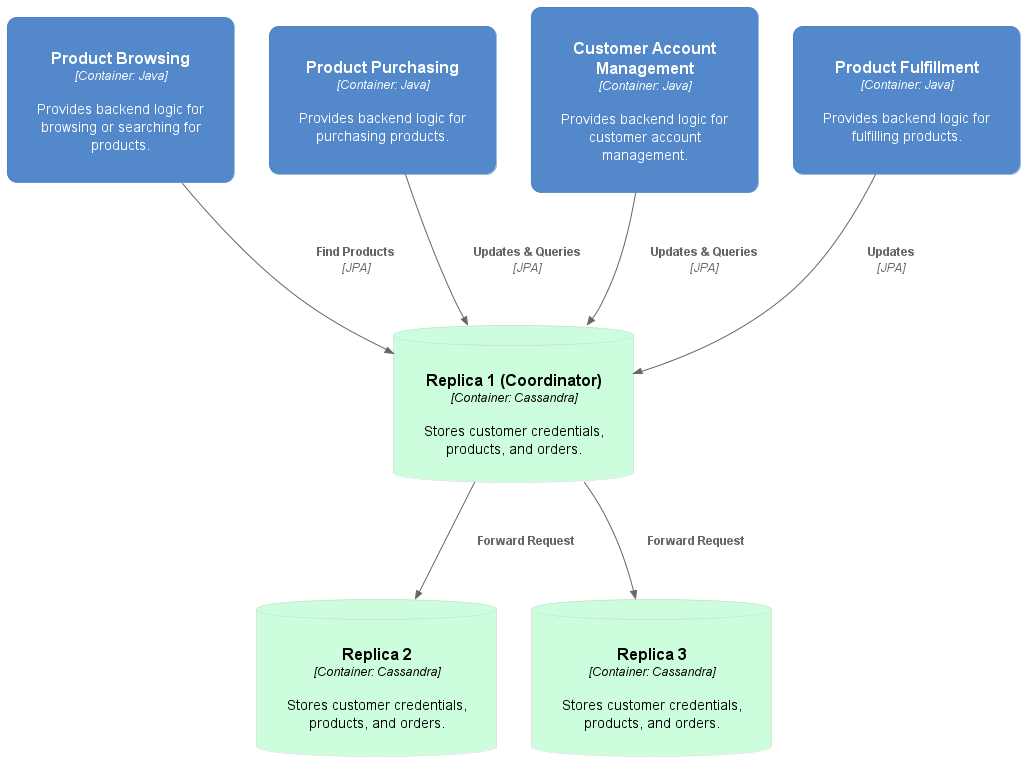 Product Browsing
[Container: Java]
Provides backend logic for
browsing or searching for
products.
Product Purchasing
[Container: Java]
Provides backend logic for
purchasing products.
Customer Account
Management
[Container: Java]
Provides backend logic for
customer account
management.
Product Fulfillment
[Container: Java]
Provides backend logic for
fulfilling products.
Find Products
[JPA]
Updates & Queries
[JPA]
Updates & Queries
[JPA]
Updates
[JPA]
Replica 1 (Coordinator)
[Container: Cassandra]
Stores customer credentials,
products, and orders.
Forward Request
Forward Request
Replica 2
[Container: Cassandra]
Stores customer credentials,
products, and orders.
Replica 3
[Container: Cassandra]
Stores customer credentials,
products, and orders.